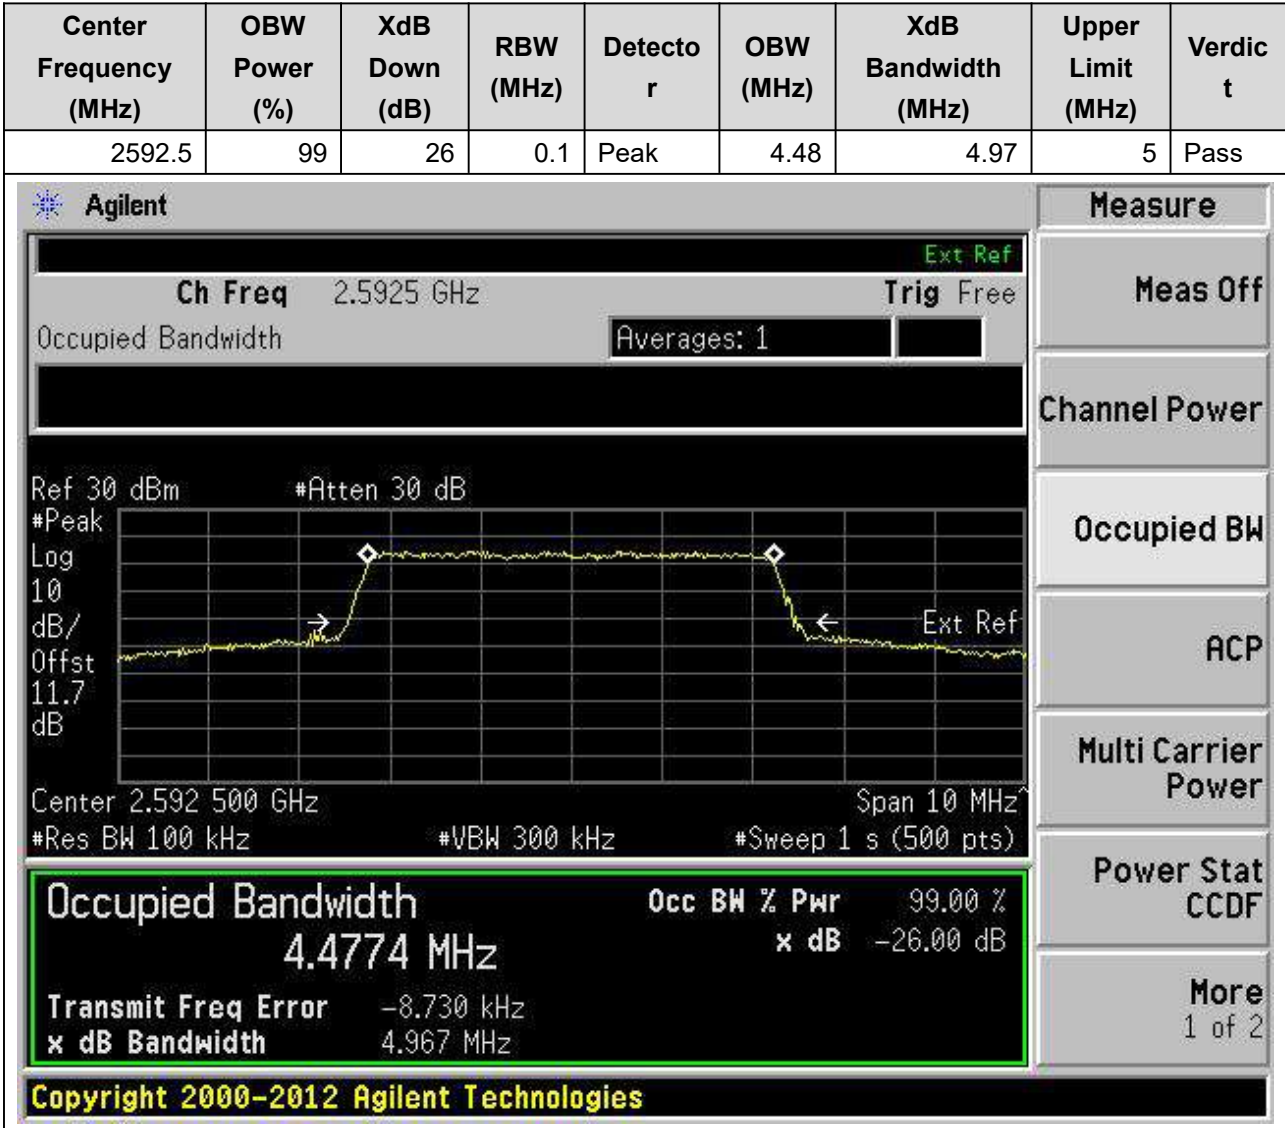 Center Frequency (MHz) OBW Power (%) XdB Down (dB) RBW (MHz) Detecto r OBW (MHz) XdB Bandwidth (MHz) Upper Limit (MHz) Verdic t
2592.5 99 26 0.1 Peak 4.48 4.97 5 Pass
Agilent
Measure
Ext Ref
Ch Freq 2.5925 GHz Trig Free
Meas Off
Occupied Bandwidth Averages: 1
Channel Power
Ref 30 dBm #Atten 30 dB
#Peak
Log
10
dB/
Offst
11.7
dB
Ext Ref
Occupied BW
ACP
Center 2.592 500 GHz Span 10 MHz^
#Res BW 100 kHz #VBW 300 kHz #Sweep 1 s (500 pts)
Multi Carrier
Power
Occupied Bandwidth Occ BW % Pwr 99.00 %
4.4774 MHz x dB -26.00 dB
Power Stat
CCDF
Transmit Freq Error -8.730 kHz
x dB Bandwidth 4.967 MHz
More
1 of 2
Copyright 2000-2012 Agilent Technologies